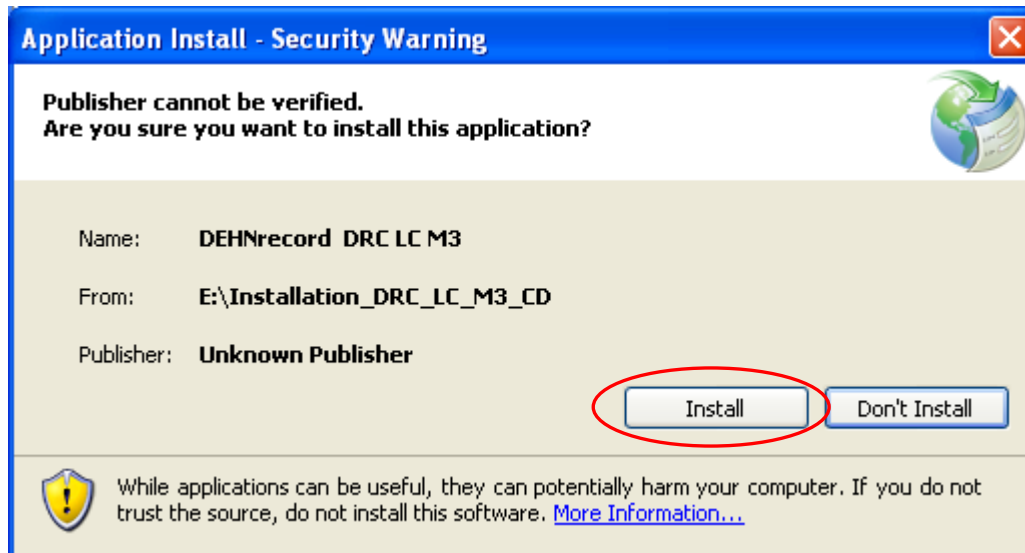 Application Install - Security Warning
Publisher cannot be verified.
Are you sure you want to install this application?
Name: DEHNrecord DRC LC M3
From: E:\Installation_DRC_LC_M3_CD
Publisher: Unknown Publisher
Install Don't Install
While applications can be useful, they can potentially harm your computer. If you do not
trust the source, do not install this software. More Information...